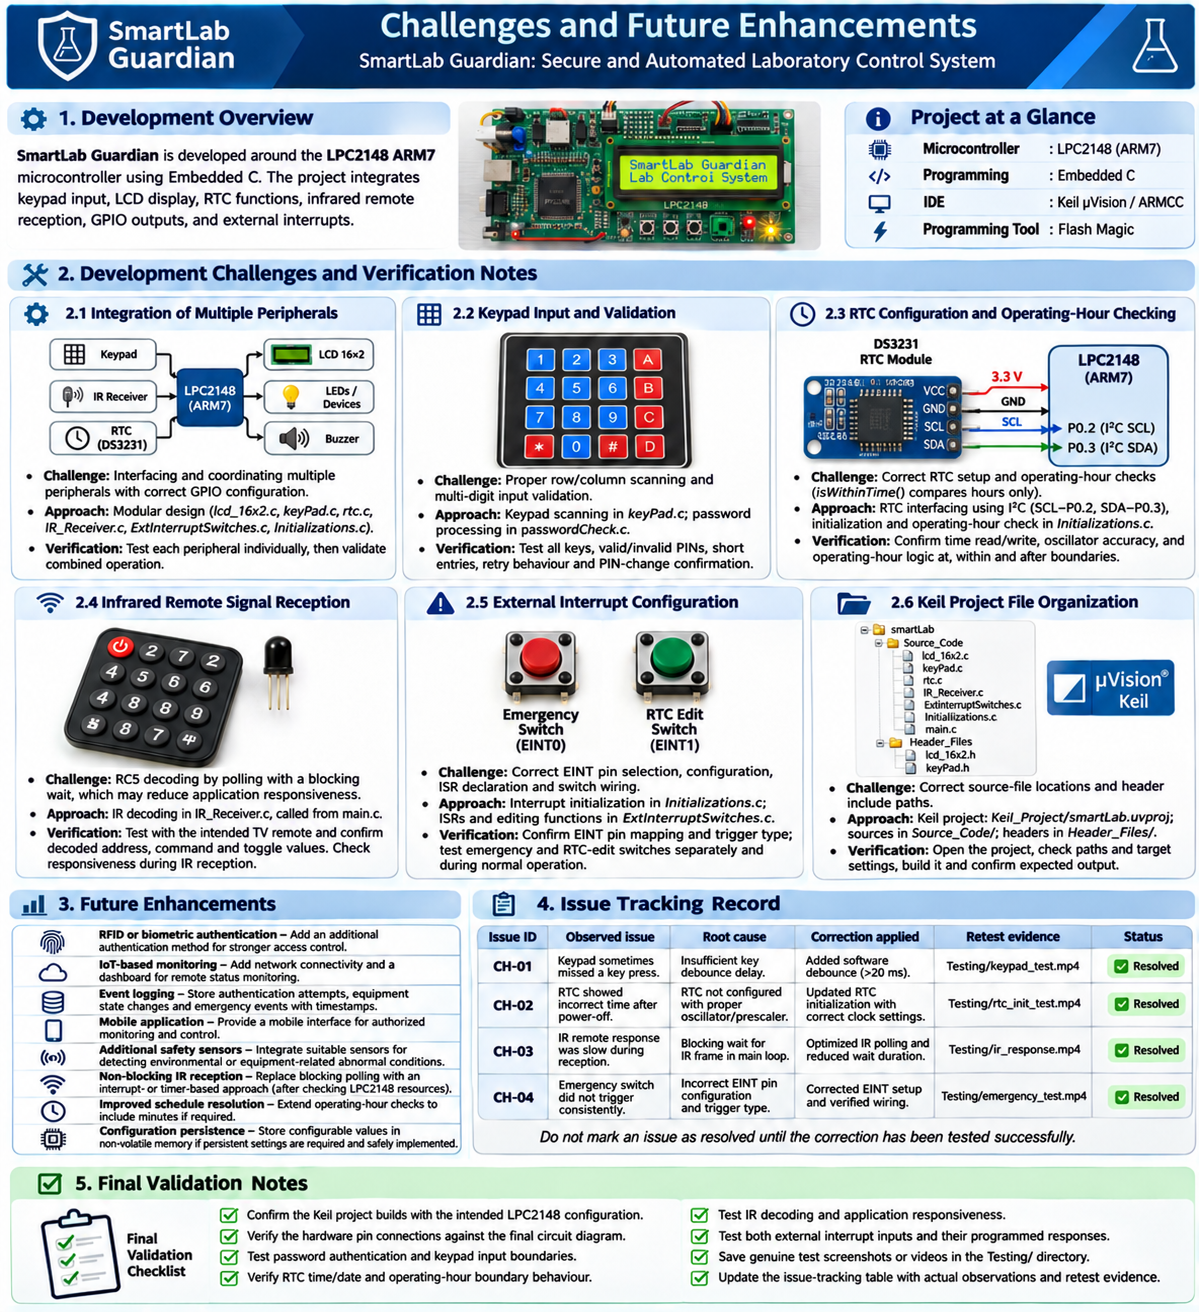 SmartLab
Guardian
Challenges and Future Enhancements
SmartLab Guardian: Secure and Automated Laboratory Control System
1. Development Overview
SmartLab Guardian is developed around the LPC2148 ARM7
microcontroller using Embedded C. The project integrates
keypad input, LCD display, RTC functions, infrared remote
reception, GPIO outputs, and external interrupts.
SmartLab Guardian
Lab Controi System
LPC2148
Project at a Glance
Microcontroller : LPC2148 (ARM7)
Programming : Embedded C
IDE : Keil µVision / ARMCC
Programming Tool : Flash Magic
2. Development Challenges and Verification Notes
2.1 Integration of Multiple Peripherals
Keypad
IR Receiver
RTC
(DS3231)
LPC2148
(ARM7)
LCD 16×2
LEDs /
Devices
Buzzer
• Challenge: Interfacing and coordinating multiple
peripherals with correct GPIO configuration.
• Approach: Modular design (lcd_16x2.c, keyPad.c, rtc.c,
IR_Receiver.c, ExtInterruptSwitches.c, Initializations.c).
• Verification: Test each peripheral individually, then validate
combined operation.
2.2 Keypad Input and Validation
1 2 3 A
4 5 6 B
7 8 9 C
* 0 # D
• Challenge: Proper row/column scanning and
multi-digit input validation.
• Approach: Keypad scanning in keyPad.c; password
processing in passwordCheck.c.
• Verification: Test all keys, valid/invalid PINs, short
entries, retry behaviour and PIN-change confirmation.
2.3 RTC Configuration and Operating-Hour Checking
DS3231
RTC Module
VCC
GND
SCL
SDA
3.3 V
GND
SCL
LPC2148
(ARM7)
P0.2 (I²C SCL)
P0.3 (I²C SDA)
• Challenge: Correct RTC setup and operating-hour checks
(isWithinTime() compares hours only).
• Approach: RTC interfacing using I²C (SCL–P0.2, SDA–P0.3),
initialization and operating-hour check in Initializations.c.
• Verification: Confirm time read/write, oscillator accuracy, and
operating-hour logic at, within and after boundaries.
2.4 Infrared Remote Signal Reception
2 7 2
4 5 6 6
4 8 8 9
8 7
• Challenge: RC5 decoding by polling with a blocking
wait, which may reduce application responsiveness.
• Approach: IR decoding in IR_Receiver.c, called from main.c.
• Verification: Test with the intended TV remote and confirm
decoded address, command and toggle values. Check
responsiveness during IR reception.
2.5 External Interrupt Configuration
Emergency
Switch
(EINT0)
RTC Edit
Switch
(EINT1)
• Challenge: Correct EINT pin selection, configuration,
ISR declaration and switch wiring.
• Approach: Interrupt initialization in Initializations.c;
ISRs and editing functions in ExtInterruptSwitches.c.
• Verification: Confirm EINT pin mapping and trigger type;
test emergency and RTC-edit switches separately and
during normal operation.
2.6 Keil Project File Organization
smartLab
Source_Code
lcd_16x2.c
keyPad.c
rtc.c
IR_Receiver.c
ExtInterruptSwitches.c
Initialiizations.c
main.c
Header_Files
lcd_16x2.h
keyPad.h
µVision®
Keil
• Challenge: Correct source-file locations and header
include paths.
• Approach: Keil project: Keil_Project/smartLab.uvproj;
sources in Source_Code/; headers in Header_Files/.
• Verification: Open the project, check paths and target
settings, build it and confirm expected output.
3. Future Enhancements
RFID or biometric authentication – Add an additional
authentication method for stronger access control.
IoT-based monitoring – Add network connectivity and a
dashboard for remote status monitoring.
Event logging – Store authentication attempts, equipment
state changes and emergency events with timestamps.
Mobile application – Provide a mobile interface for authorized
monitoring and control.
Additional safety sensors – Integrate suitable sensors for
detecting environmental or equipment-related abnormal conditions.
Non-blocking IR reception – Replace blocking polling with an
interrupt- or timer-based approach (after checking LPC2148 resources).
Improved schedule resolution – Extend operating-hour checks to
include minutes if required.
Configuration persistence – Store configurable values in
non-volatile memory if persistent settings are required and safely implemented.
4. Issue Tracking Record
Issue ID Observed issue Root cause Correction applied Retest evidence Status
CH-01
Keypad sometimes
missed a key press.
Insufficient key
debounce delay.
Added software
debounce (>20 ms).
Testing/keypad_test.mp4
Resolved
CH-02
RTC showed
incorrect time after
power-off.
RTC not configured
with proper
oscillator/prescaler.
Updated RTC
initialization with
correct clock settings.
Testing/rtc_init_test.mp4
Resolved
CH-03
IR remote response
was slow during
reception.
Blocking wait for
IR frame in main loop.
Optimized IR polling and
reduced wait duration.
Testing/ir_response.mp4
Resolved
CH-04
Emergency switch
did not trigger
consistently.
Incorrect EINT pin
configuration
and trigger type.
Corrected EINT setup
and verified wiring.
Testing/emergency_test.mp4
Resolved
Do not mark an issue as resolved until the correction has been tested successfully.
5. Final Validation Notes
Final
Validation
Checklist
Confirm the Keil project builds with the intended LPC2148 configuration.
Verify the hardware pin connections against the final circuit diagram.
Test password authentication and keypad input boundaries.
Verify RTC time/date and operating-hour boundary behaviour.
Test IR decoding and application responsiveness.
Test both external interrupt inputs and their programmed responses.
Save genuine test screenshots or videos in the Testing/ directory.
Update the issue-tracking table with actual observations and retest evidence.